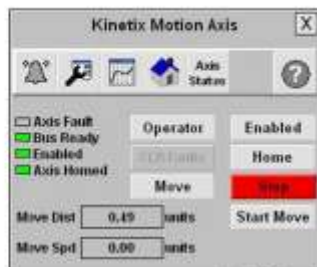 Kinetix Motion Axis X
Axis Status
?
Axis Fault
Bus Ready
Enabled
Axis Homed
Operator
Enabled
Home
Move
Stop
Move Dist 0.49 units
Start Move
Move Spd 0.00 units